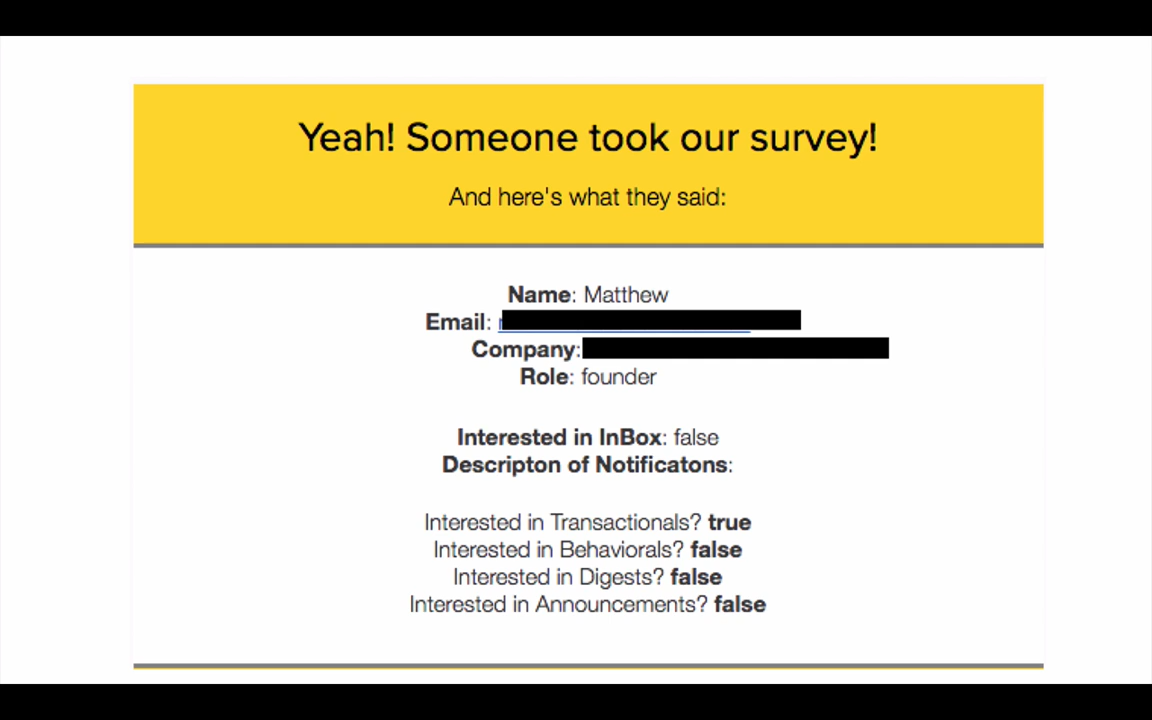 Yeah! Someone took our survey!
And here's what they said:
Name: Matthew
Email:
Company:
Role: founder
Interested in InBox: false
Descripton of Notificatons:
Interested in Transactionals? true
Interested in Behaviorals? false
Interested in Digests? false
Interested in Announcements? false